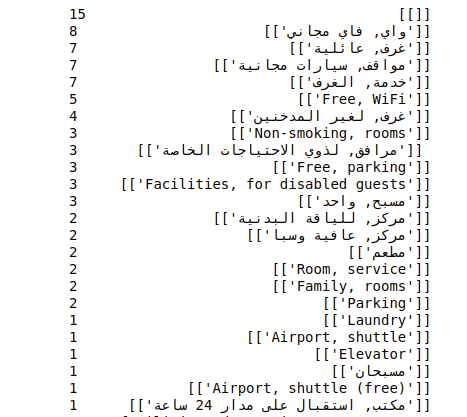 15 [[]]
8 [['واي, فاي مجاني']]
7 [['غرف, عائلية']]
7 [['مواقف, سيارات مجانية']]
7 [['خدمة, الغرف']]
5 [['Free, WiFi']]
4 [['غرف, لغير المدخنين']]
3 [['Non-smoking, rooms']]
3 [['مرافق, لذوي الاحتياجات الخاصة']]
3 [['Free, parking']]
3 [['Facilities, for disabled guests']]
3 [['مسبح, واحد']]
2 [['مركز, للياقة البدنية']]
2 [['مركز, عافية وسبا']]
2 [['مطعم']]
2 [['Room, service']]
2 [['Family, rooms']]
2 [['Parking']]
1 [['Laundry']]
1 [['Airport, shuttle']]
1 [['Elevator']]
1 [['مسبحان']]
1 [['Airport, shuttle (free)']]
1 [['مكتب, استقبال على مدار 24 ساعة']]